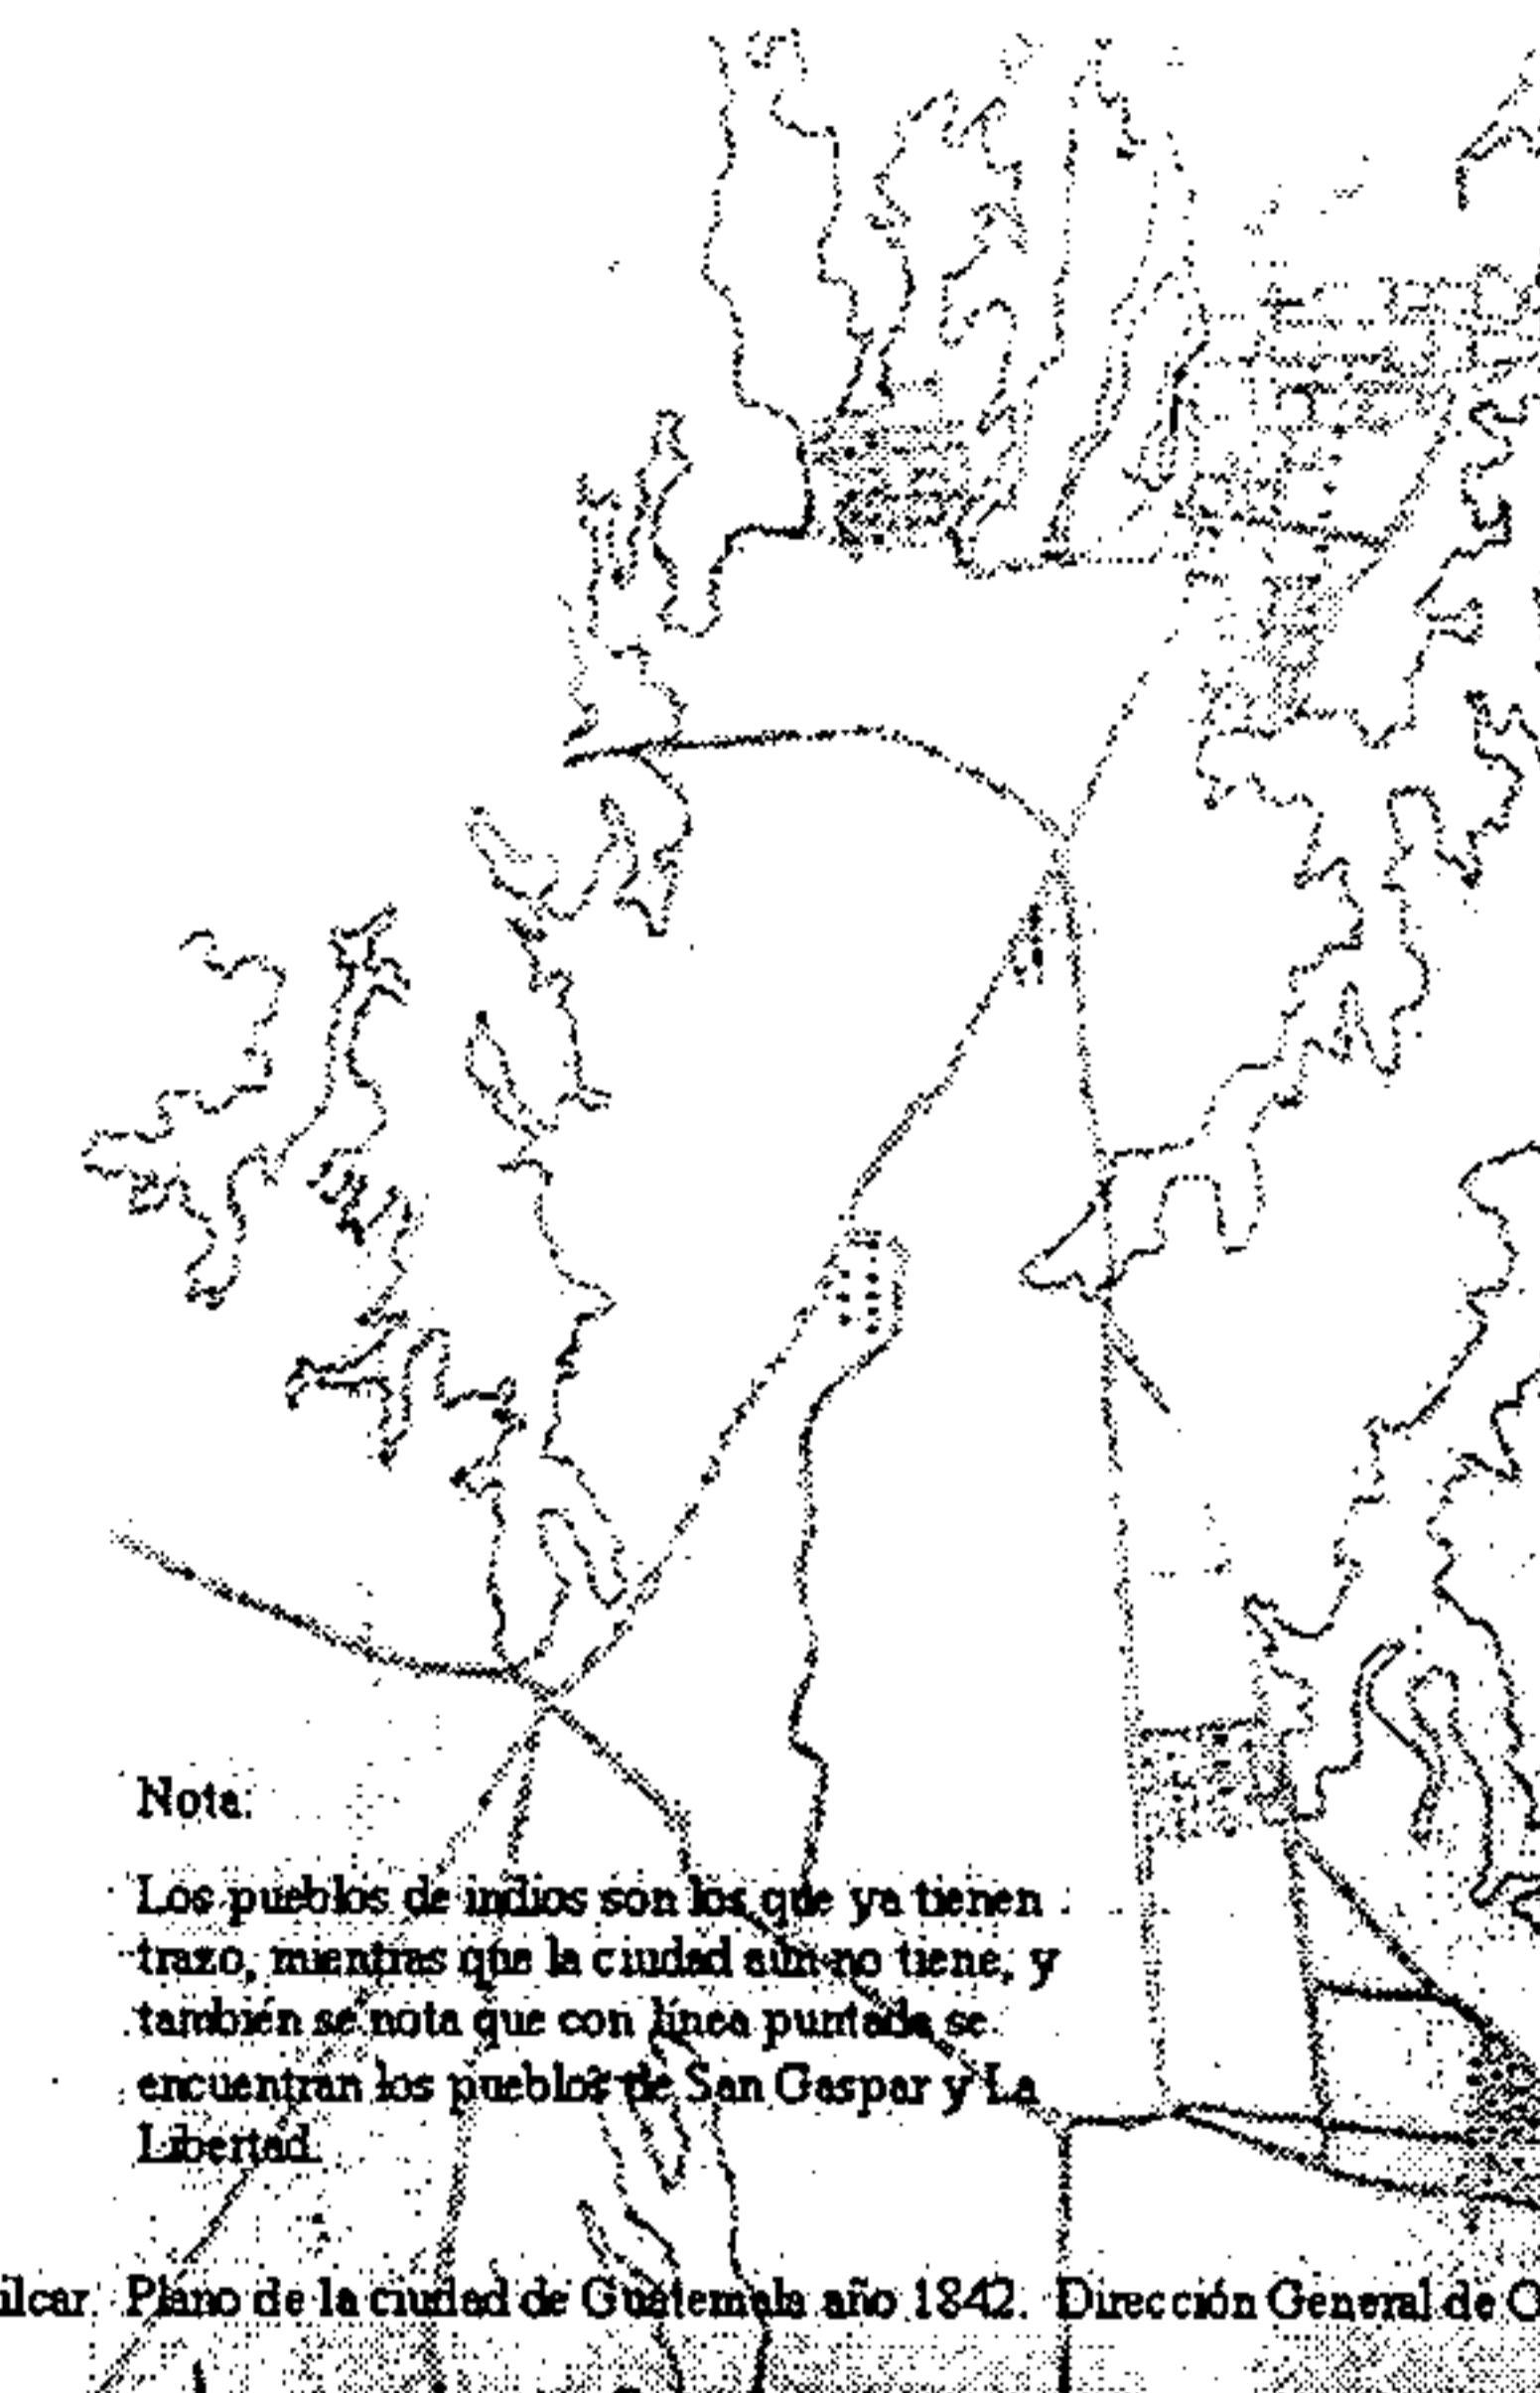 Nota:
Los pueblos de indios son los que ya tienen
trazo, mientras que la ciudad aún no tiene, y
también se nota que con línea puntada se
encuentran los pueblos de San Gaspar y La
Libertad.
ilcar. Plano de la ciudad de Guatemala año 1842. Dirección General de C